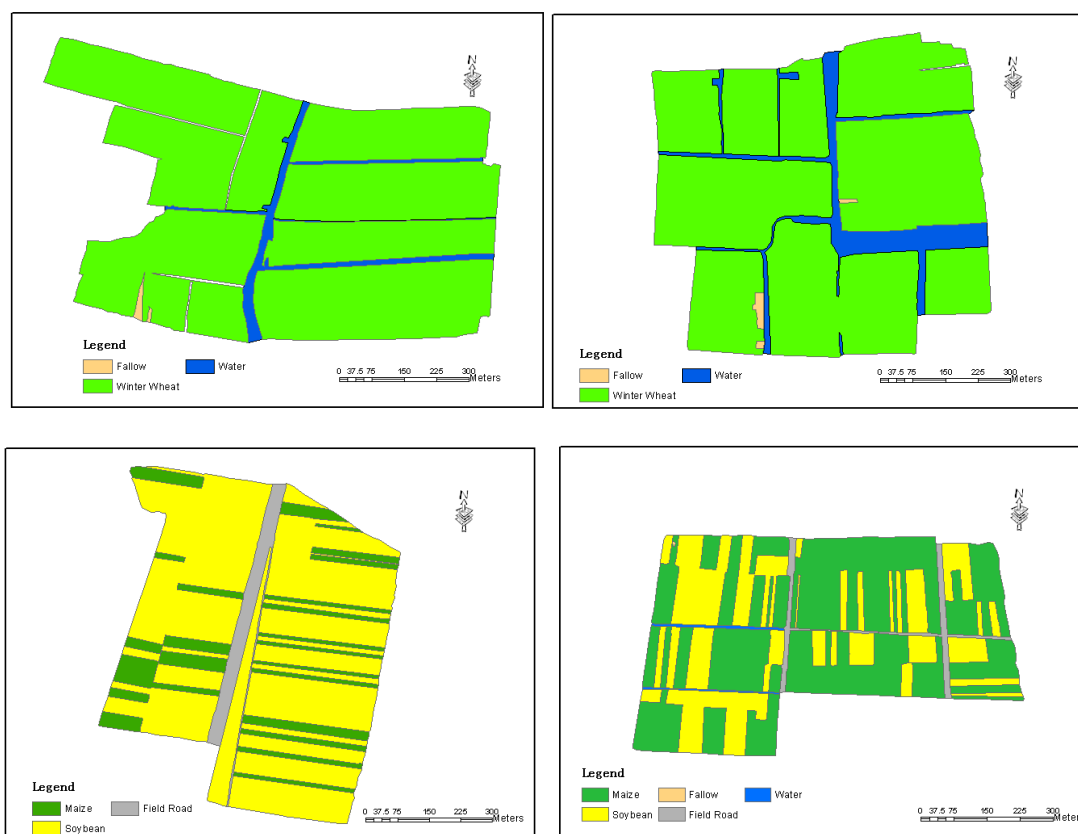 N
Legend
Fallow Water
Winter Wheat
0 37.5 75 150 225 300
Meters
N
Legend
Fallow Water
Winter Wheat
0 37.5 75 150 225 300
Meters
N
Legend
Maize Field Road
Soybean
0 37.5 75 150 225 300
Meters
N
Legend
Maize Fallow Water
Soybean Field Road
0 37.5 75 150 225 300
Meters